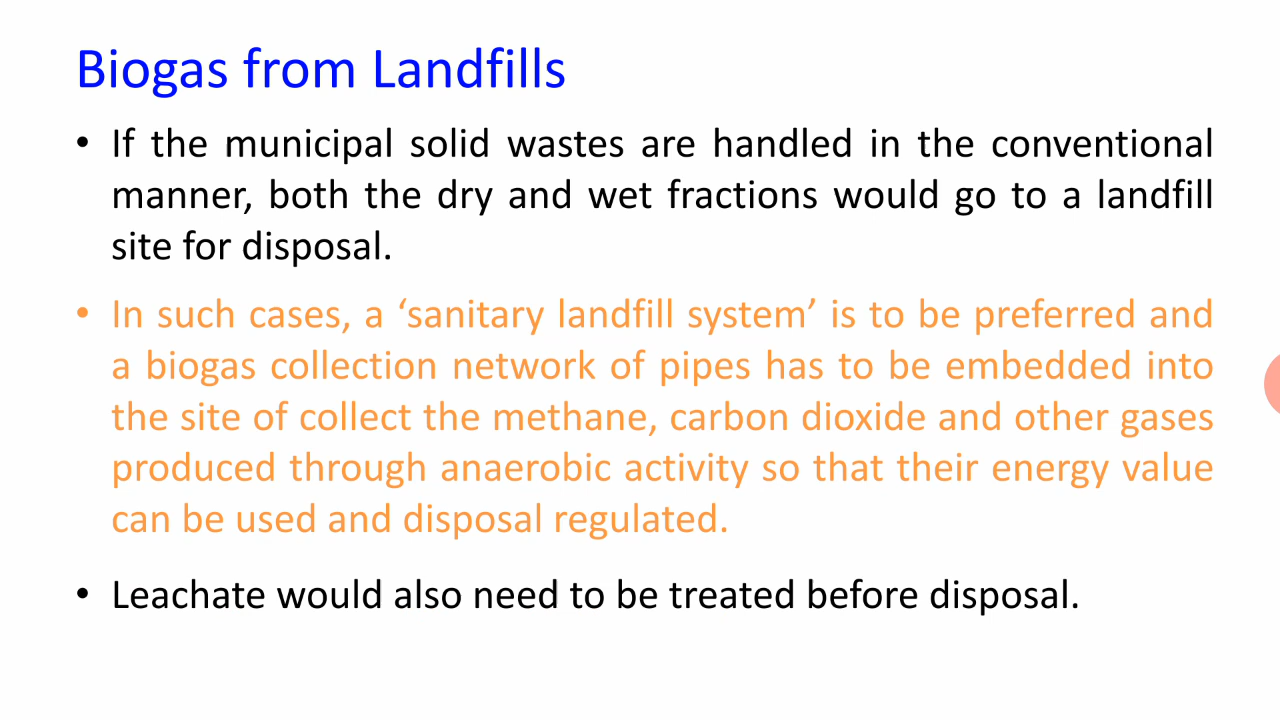 Biogas from Landfills
• If the municipal solid wastes are handled in the conventional
manner, both the dry and wet fractions would go to a landfill
site for disposal.
• In such cases, a ‘sanitary landfill system’ is to be preferred and
a biogas collection network of pipes has to be embedded into
the site of collect the methane, carbon dioxide and other gases
produced through anaerobic activity so that their energy value
can be used and disposal regulated.
• Leachate would also need to be treated before disposal.